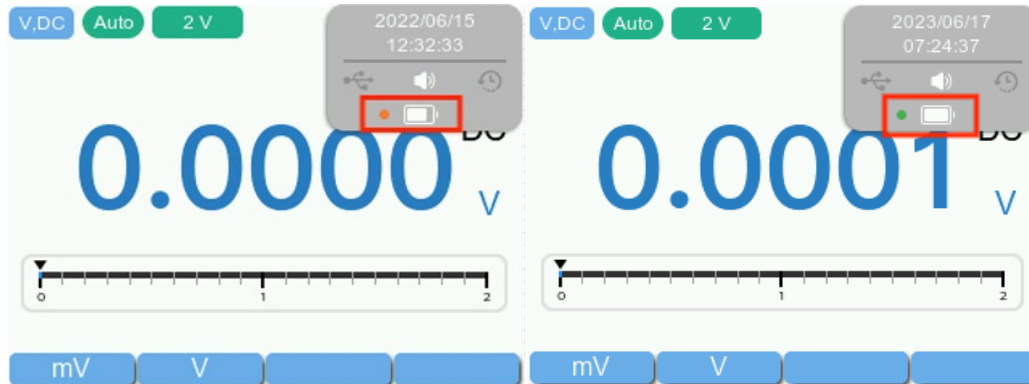 V,DC Auto 2 V 2022/06/15
12:32:33
0.0000 DC
V
0 1 2
mV V
V,DC Auto 2 V 2023/06/17
07:24:37
0.0001 DC
V
0 1 2
mV V